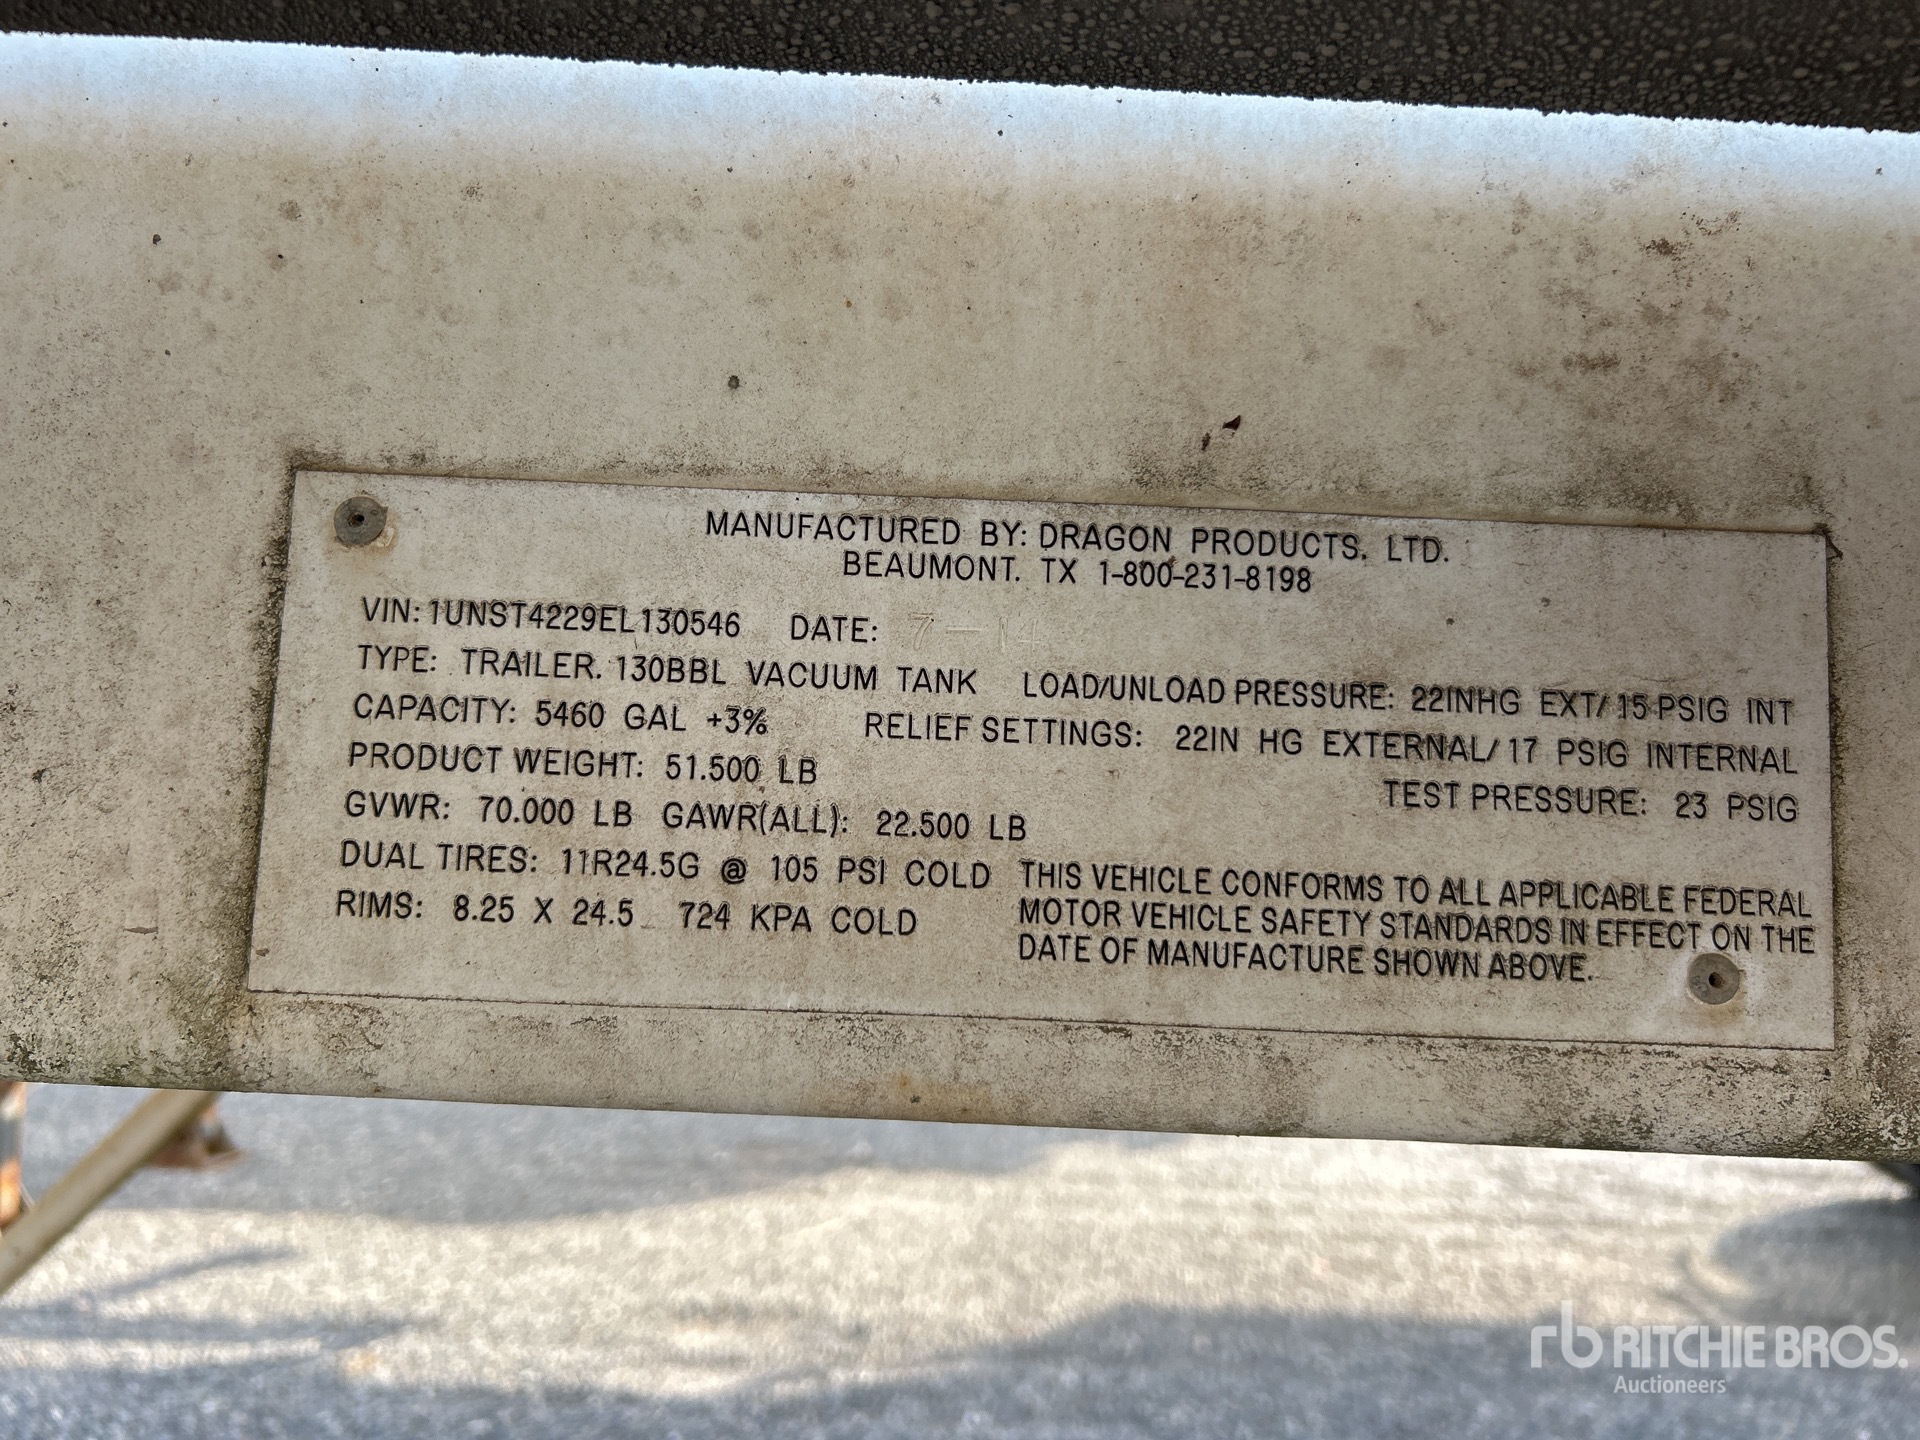 MANUFACTURED BY: DRAGON PRODUCTS. LTD.
BEAUMONT. TX 1-800-231-8198
VIN: 1UNST4229EL130546 DATE: 7-14
TYPE: TRAILER. 130BBL VACUUM TANK LOAD/UNLOAD PRESSURE: 22INHG EXT/15 PSIG INT
CAPACITY: 5460 GAL +3% RELIEF SETTINGS: 22IN HG EXTERNAL/17 PSIG INTERNAL
PRODUCT WEIGHT: 51.500 LB TEST PRESSURE: 23 PSIG
GVWR: 70.000 LB GAWR(ALL): 22.500 LB
DUAL TIRES: 11R24.5G @ 105 PSI COLD
RIMS: 8.25 X 24.5 724 KPA COLD
THIS VEHICLE CONFORMS TO ALL APPLICABLE FEDERAL
MOTOR VEHICLE SAFETY STANDARDS IN EFFECT ON THE
DATE OF MANUFACTURE SHOWN ABOVE.
rb RITCHIE BROS.
Auctioneers